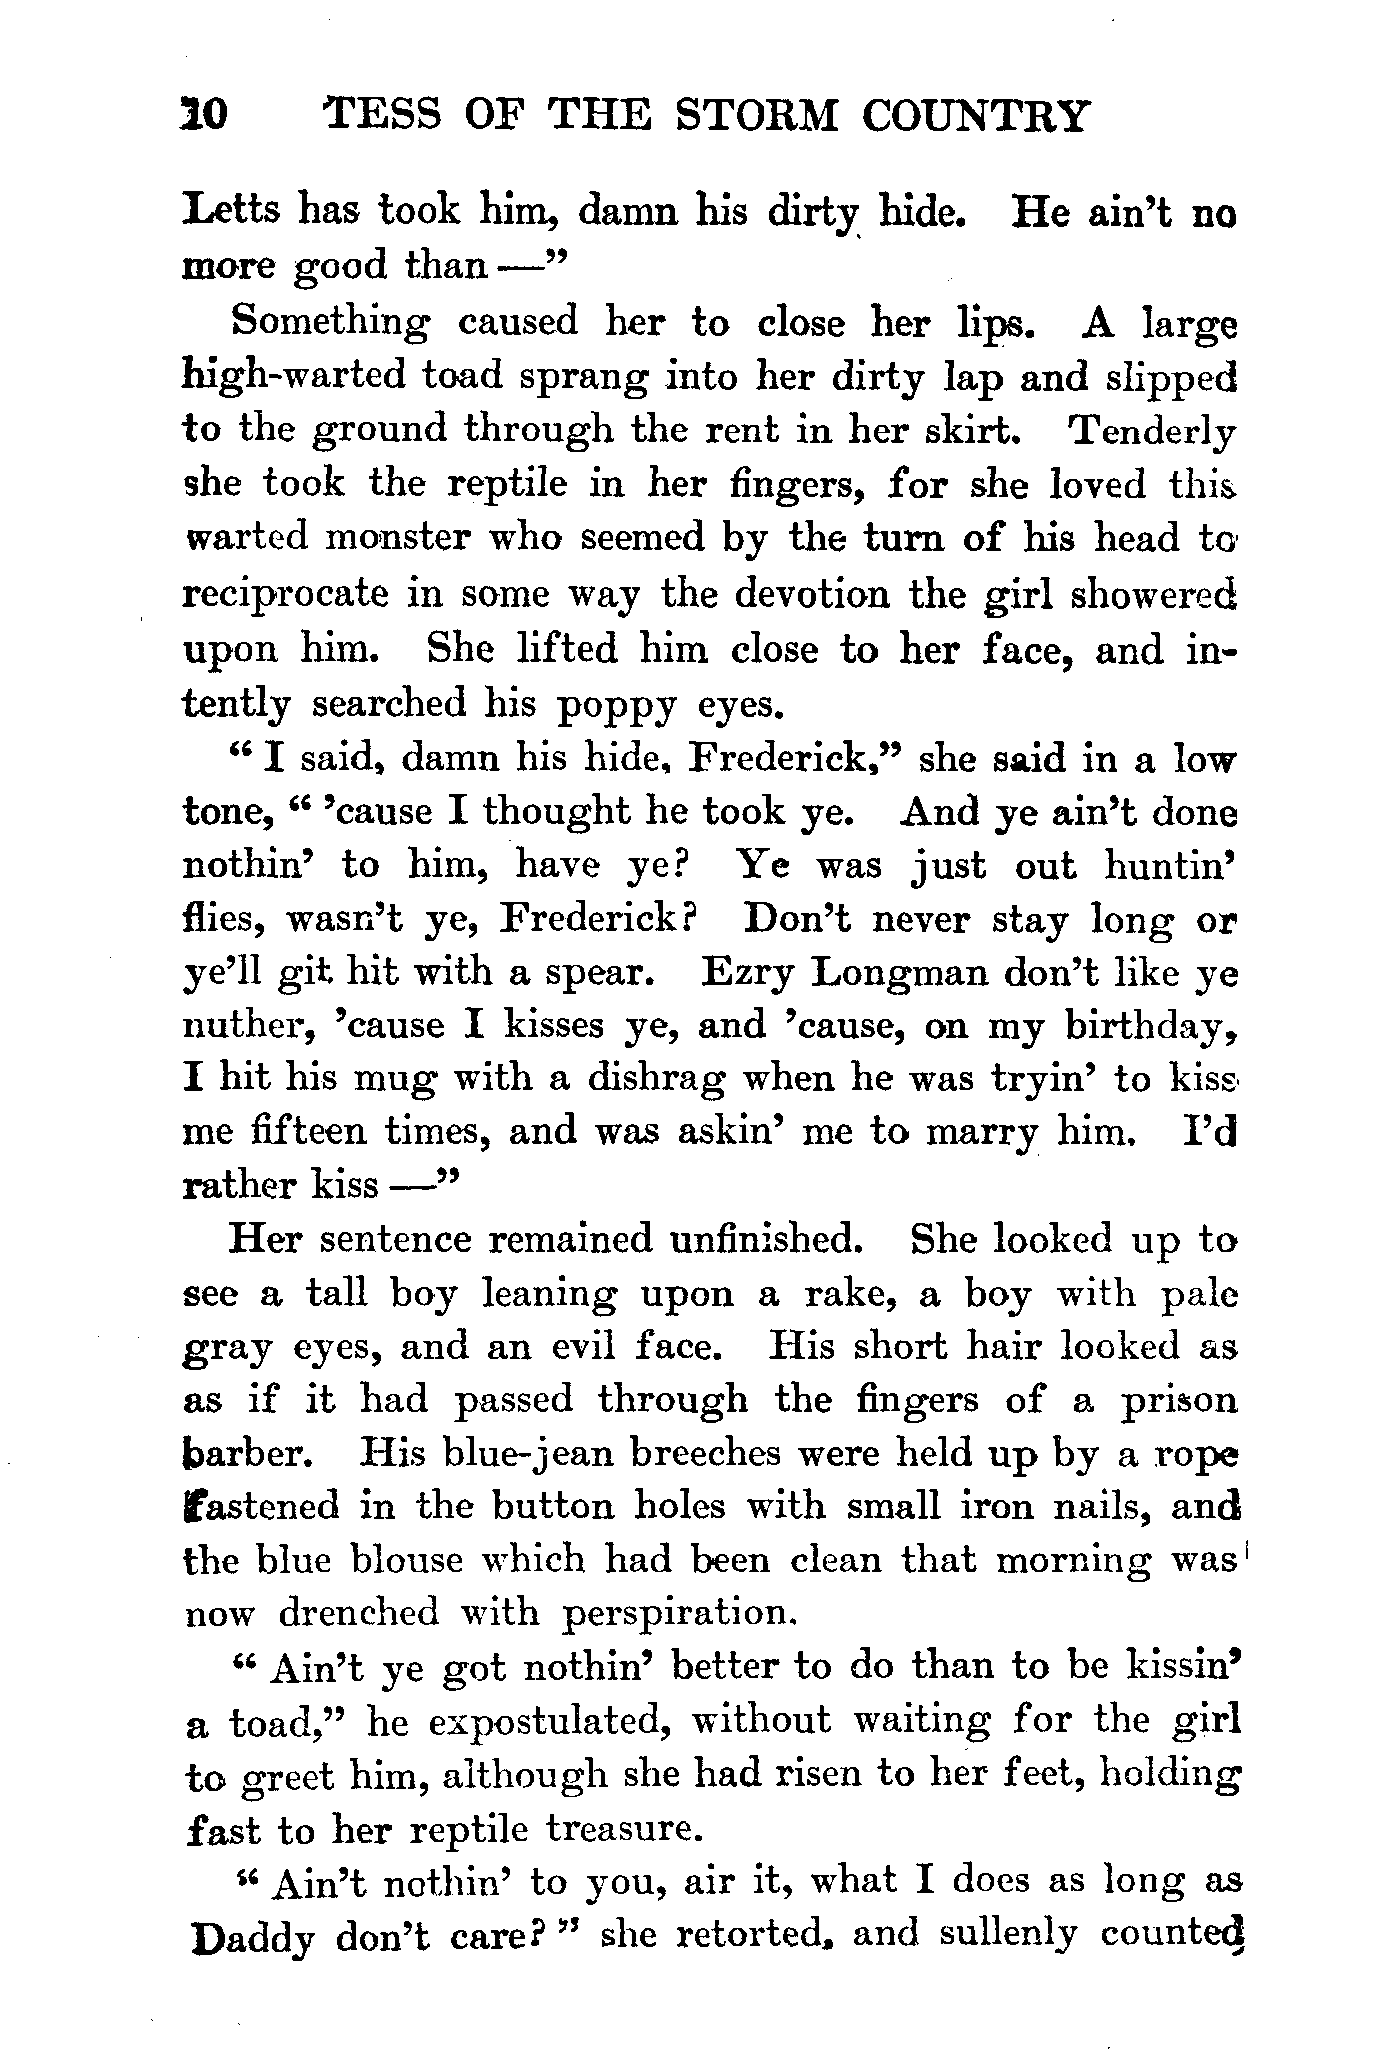 10 TESS OF THE STORM COUNTRY
Letts has took him, damn his dirty hide. He ain't no
more good than —"
Something caused her to close her lips. A large
high-warted toad sprang into her dirty lap and slipped
to the ground through the rent in her skirt. Tenderly
she took the reptile in her fingers, for she loved this
warted monster who seemed by the turn of his head to
reciprocate in some way the devotion the girl showered
upon him. She lifted him close to her face, and in-
tently searched his poppy eyes.
"I said, damn his hide, Frederick," she said in a low
tone, " 'cause I thought he took ye. And ye ain't done
nothin' to him, have ye? Ye was just out huntin'
flies, wasn't ye, Frederick? Don't never stay long or
ye'll git hit with a spear. Ezry Longman don't like ye
nuther, 'cause I kisses ye, and 'cause, on my birthday,
I hit his mug with a dishrag when he was tryin' to kiss
me fifteen times, and was askin' me to marry him. I'd
rather kiss —"
Her sentence remained unfinished. She looked up to
see a tall boy leaning upon a rake, a boy with pale
gray eyes, and an evil face. His short hair looked as
as if it had passed through the fingers of a prison
barber. His blue-jean breeches were held up by a rope
fastened in the button holes with small iron nails, and
the blue blouse which had been clean that morning was
now drenched with perspiration.
"Ain't ye got nothin' better to do than to be kissin'
a toad," he expostulated, without waiting for the girl
to greet him, although she had risen to her feet, holding
fast to her reptile treasure.
"Ain't nothin' to you, air it, what I does as long as
Daddy don't care?" she retorted, and sullenly counted